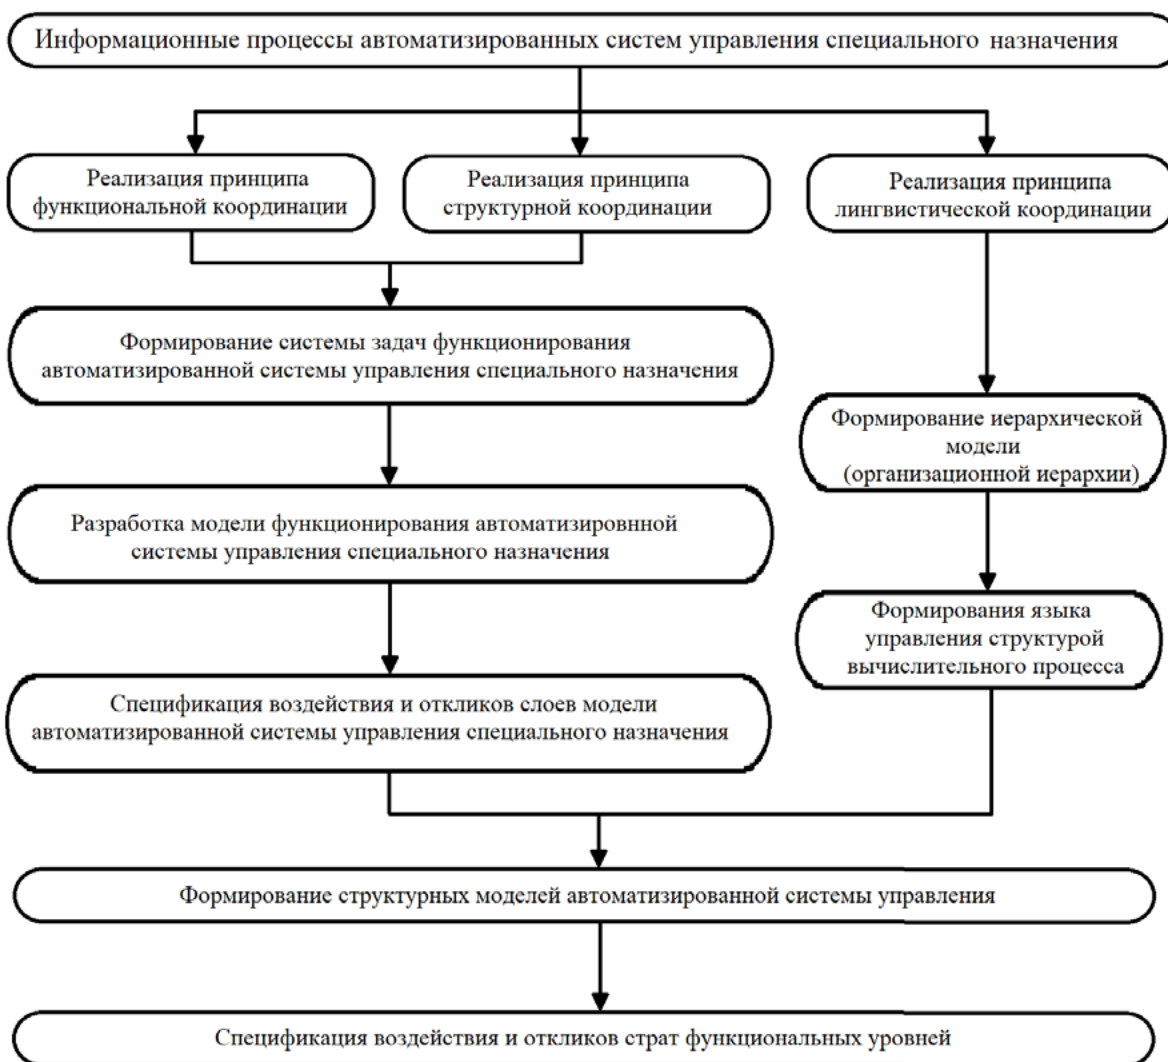 Информационные процессы автоматизированных систем управления специального назначения
Реализация принципа
функциональной координации
Реализация принципа
структурной координации
Реализация принципа
лингвистической координации
Формирование системы задач функционирования
автоматизированной системы управления специального назначения
Формирование иерархической
модели
(организационной иерархии)
Разработка модели функционирования автоматизировнной
системы управления специального назначения
Формирования языка
управления структурой
вычислительного процесса
Спецификация воздействия и откликов слоев модели
автоматизированной системы управления специального назначения
Формирование структурных моделей автоматизированной системы управления
Спецификация воздействия и откликов страт функциональных уровней